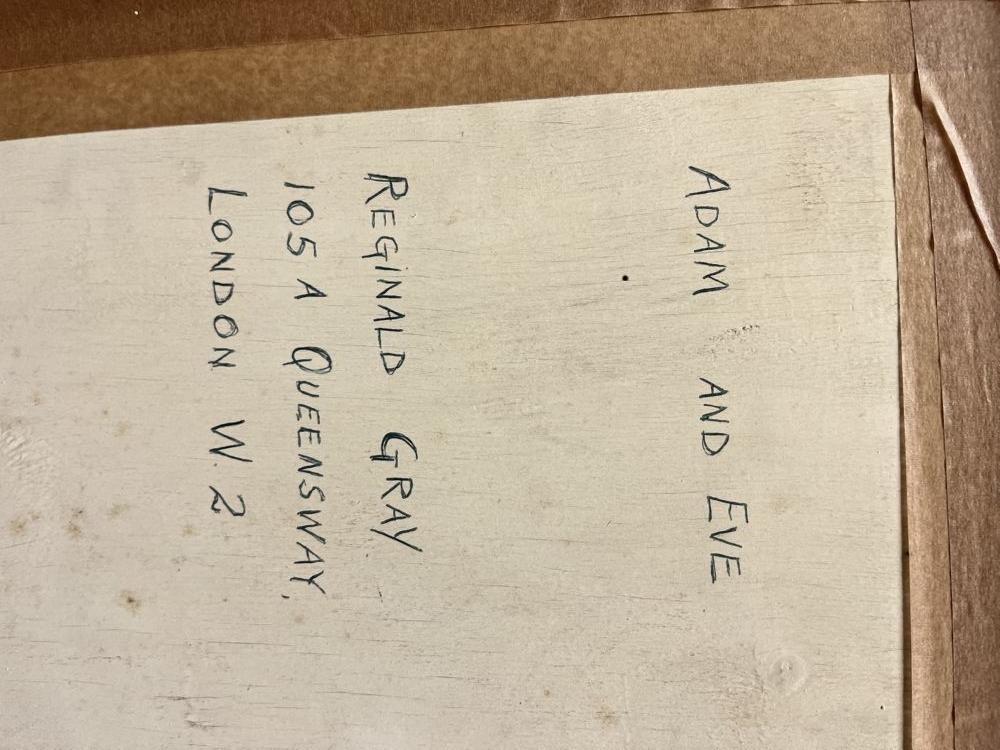 ADAM AND EVE
REGINALD GRAY
105 A QUEENSWAY,
LONDON W. 2